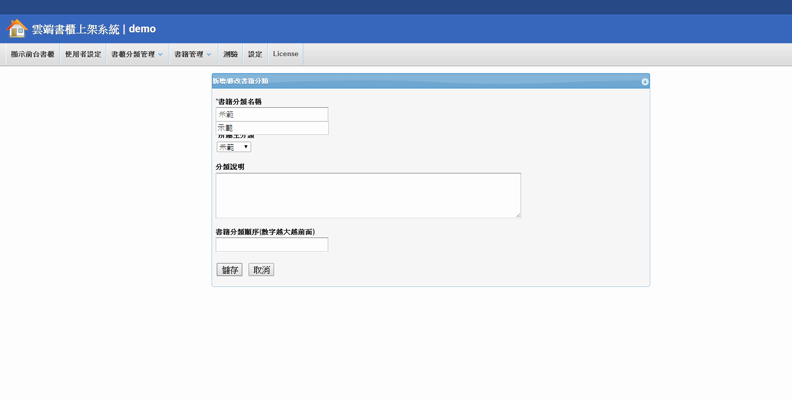 雲端書櫃上架系統 | demo
顯示前台書櫃 使用者設定 書櫃分類管理 書籍管理 測驗 設定 License
新增/修改書籍分類
*書籍分類名稱
示範
示範
所屬主分類
示範
分類說明
書籍分類順序(數字越大越前面)
儲存 取消